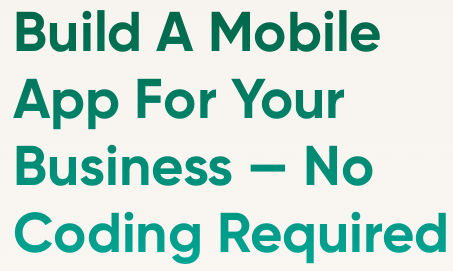 Build A Mobile
App For Your
Business — No
Coding Required